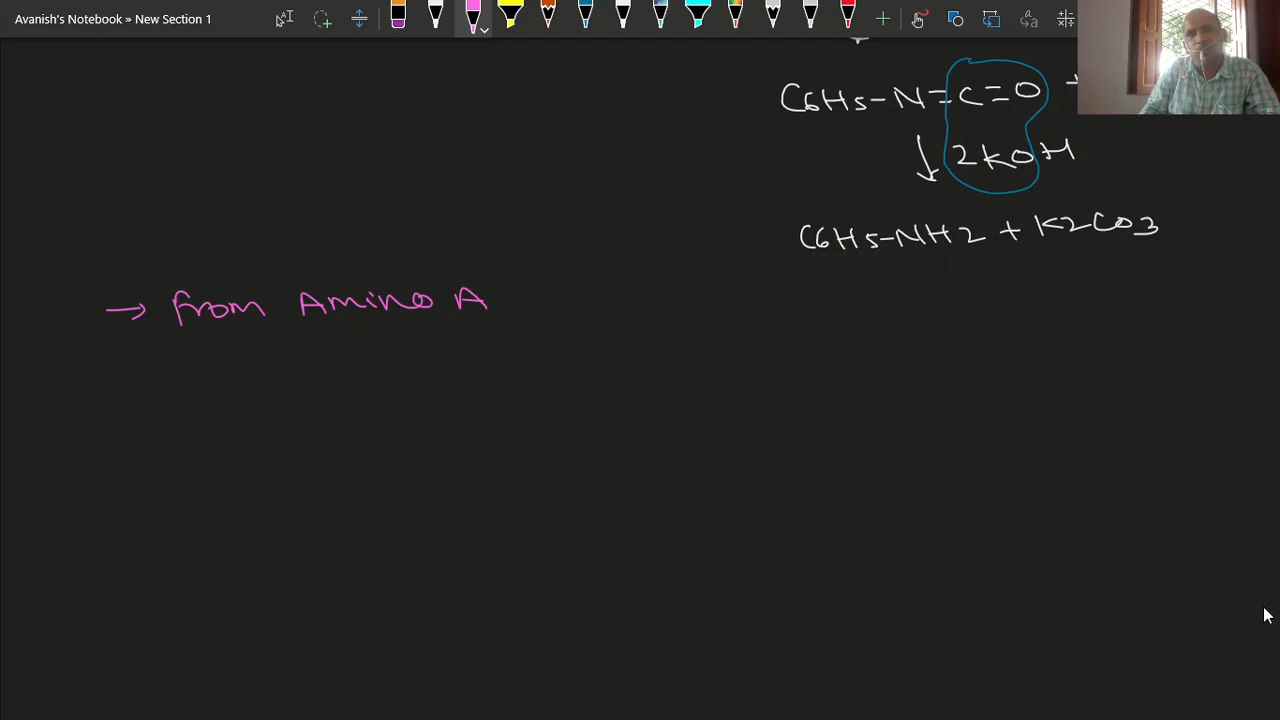 Avanish's Notebook » New Section 1
C6H5-N=C=O +
↓ 2KOH
C6H5-NH2 + K2CO3
→ from Amino A